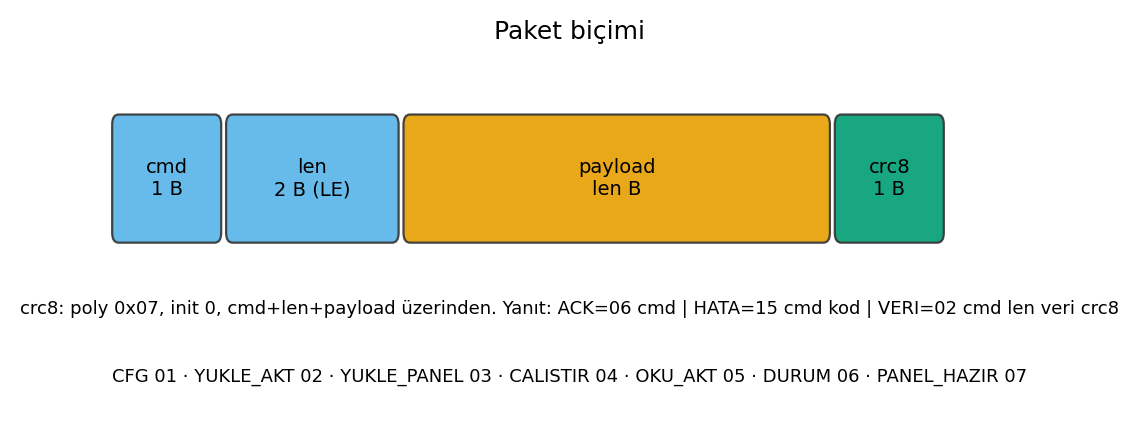 Paket biçimi
cmd
1 B
len
2 B (LE)
payload
len B
crc8
1 B
crc8: poly 0x07, init 0, cmd+len+payload üzerinden. Yanıt: ACK=06 cmd | HATA=15 cmd kod | VERI=02 cmd len veri crc8
CFG 01 · YUKLE_AKT 02 · YUKLE_PANEL 03 · CALISTIR 04 · OKU_AKT 05 · DURUM 06 · PANEL_HAZIR 07